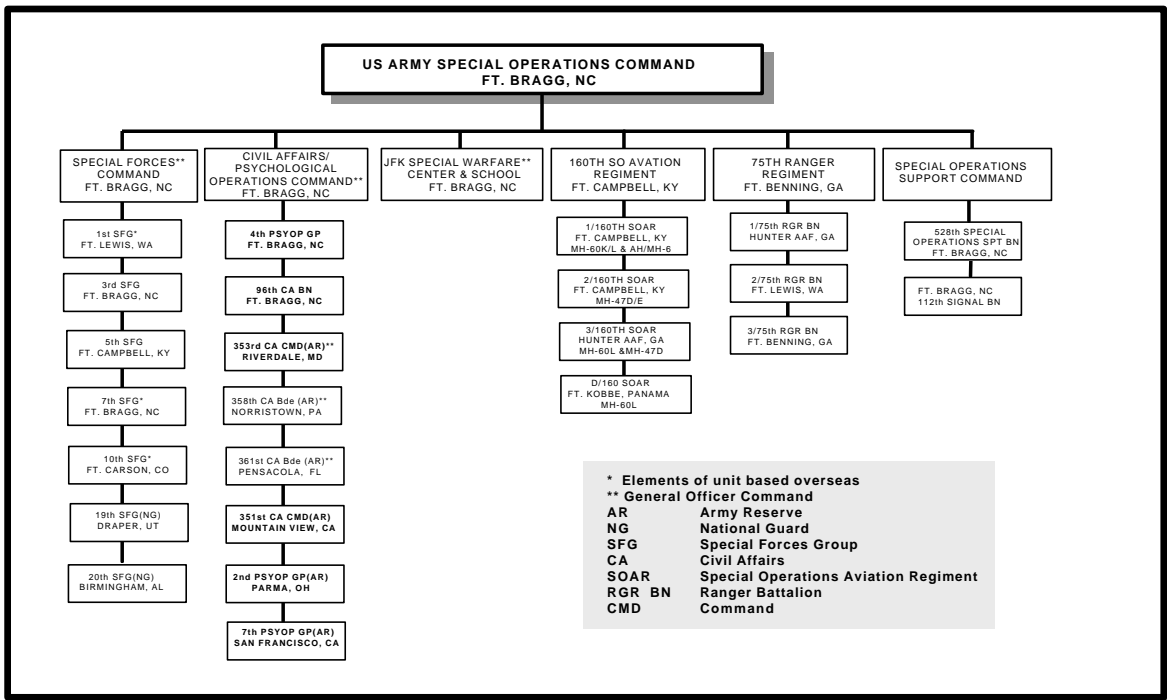 US ARMY SPECIAL OPERATIONS COMMAND
FT. BRAGG, NC
SPECIAL FORCES**
COMMAND
FT. BRAGG, NC
1st SFG*
FT. LEWIS, WA
3rd SFG
FT. BRAGG, NC
5th SFG
FT. CAMPBELL, KY
7th SFG*
FT. BRAGG, NC
10th SFG*
FT. CARSON, CO
19th SFG(NG)
DRAPER, UT
20th SFG(NG)
BIRMINGHAM, AL
CIVIL AFFAIRS/
PSYCHOLOGICAL
OPERATIONS COMMAND**
FT. BRAGG, NC
4th PSYOP GP
FT. BRAGG, NC
96th CA BN
FT. BRAGG, NC
353rd CA CMD(AR)**
RIVERDALE, MD
358th CA Bde (AR)**
NORRISTOWN, PA
361st CA Bde (AR)**
PENSACOLA, FL
351st CA CMD(AR)
MOUNTAIN VIEW, CA
2nd PSYOP GP(AR)
PARMA, OH
7th PSYOP GP(AR)
SAN FRANCISCO, CA
JFK SPECIAL WARFARE**
CENTER & SCHOOL
FT. BRAGG, NC
160TH SO AVATION
REGIMENT
FT. CAMPBELL, KY
1/160TH SOAR
FT. CAMPBELL, KY
MH-60K/L & AH/MH-6
2/160TH SOAR
FT. CAMPBELL, KY
MH-47D/E
3/160TH SOAR
HUNTER AAF, GA
MH-60L &MH-47D
D/160 SOAR
FT. KOBBE, PANAMA
MH-60L
75TH RANGER
REGIMENT
FT. BENNING, GA
1/75th RGR BN
HUNTER AAF, GA
2/75th RGR BN
FT. LEWIS, WA
3/75th RGR BN
FT. BENNING, GA
SPECIAL OPERATIONS
SUPPORT COMMAND
528th SPECIAL
OPERATIONS SPT BN
FT. BRAGG, NC
FT. BRAGG, NC
112th SIGNAL BN
* Elements of unit based overseas
** General Officer Command
AR Army Reserve
NG National Guard
SFG Special Forces Group
CA Civil Affairs
SOAR Special Operations Aviation Regiment
RGR BN Ranger Battalion
CMD Command